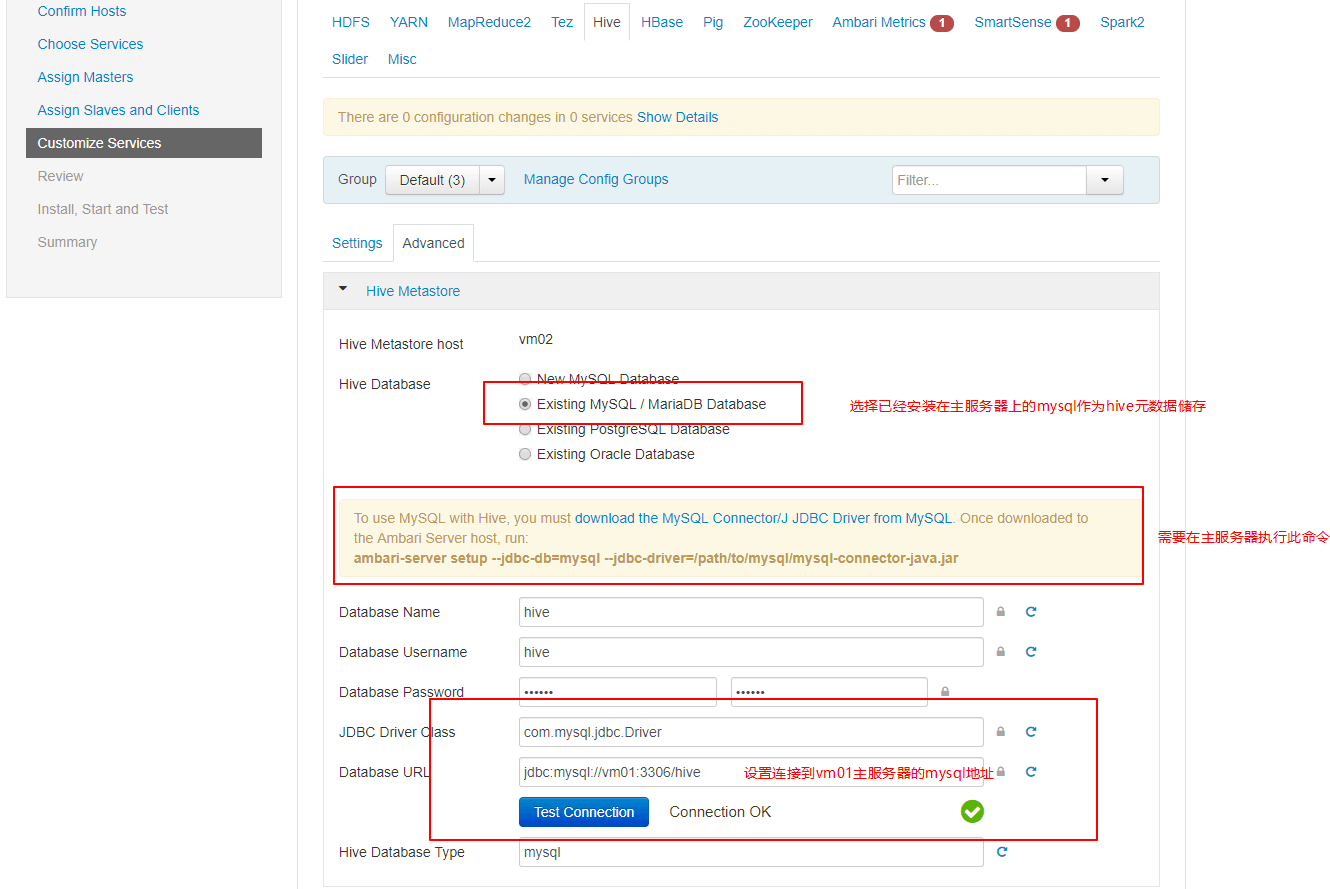 Confirm Hosts
Choose Services
Assign Masters
Assign Slaves and Clients
Customize Services
Review
Install, Start and Test
Summary
HDFS YARN MapReduce2 Tez Hive HBase Pig ZooKeeper Ambari Metrics 1 SmartSense 1 Spark2
Slider Misc
There are 0 configuration changes in 0 services Show Details
Group Default (3) Manage Config Groups Filter...
Settings Advanced
Hive Metastore
Hive Metastore host vm02
Hive Database New MySQL Database
Existing MySQL / MariaDB Database 选择已经安装在主服务器上的mysql作为hive元数据储存
Existing PostgreSQL Database
Existing Oracle Database
To use MySQL with Hive, you must download the MySQL Connector/J JDBC Driver from MySQL. Once downloaded to
the Ambari Server host, run: 需要在主服务器执行此命令
ambari-server setup --jdbc-db=mysql --jdbc-driver=/path/to/mysql/mysql-connector-java.jar
Database Name hive
Database Username hive
Database Password •••••• ••••••
JDBC Driver Class com.mysql.jdbc.Driver
Database URL jdbc:mysql://vm01:3306/hive 设置连接到vm01主服务器的mysql地址
Test Connection Connection OK
Hive Database Type mysql